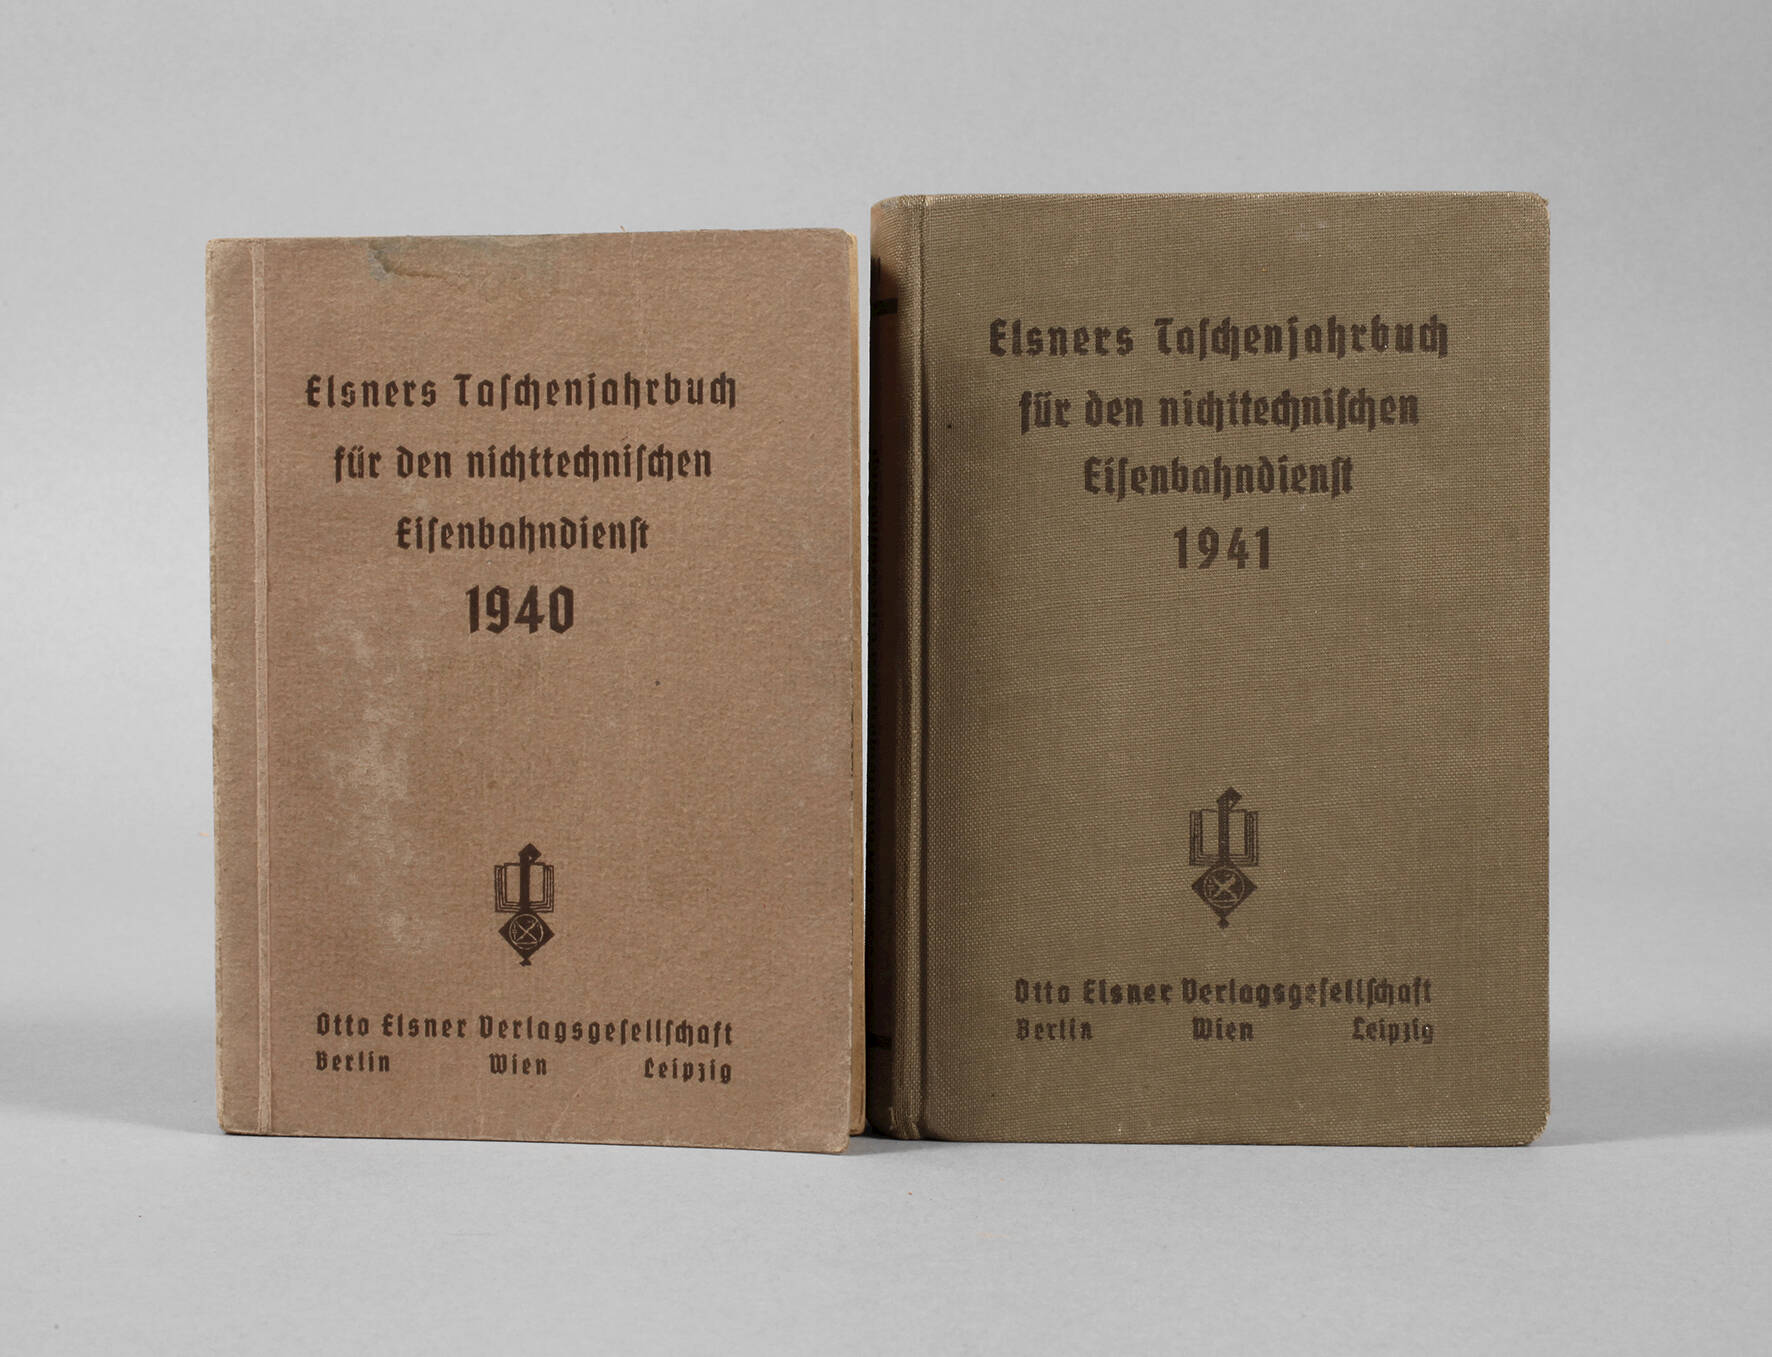 Elsners Taſchenjahrbuch
für den nichttechniſchen
Eiſenbahndienſt
1940
Otto Elsner Verlagsgeſellſchaft
Berlin Wien Leipzig
Elsners Taſchenjahrbuch
für den nichttechniſchen
Eiſenbahndienſt
1941
Otto Elsner Verlagsgeſellſchaft
Berlin Wien Leipzig